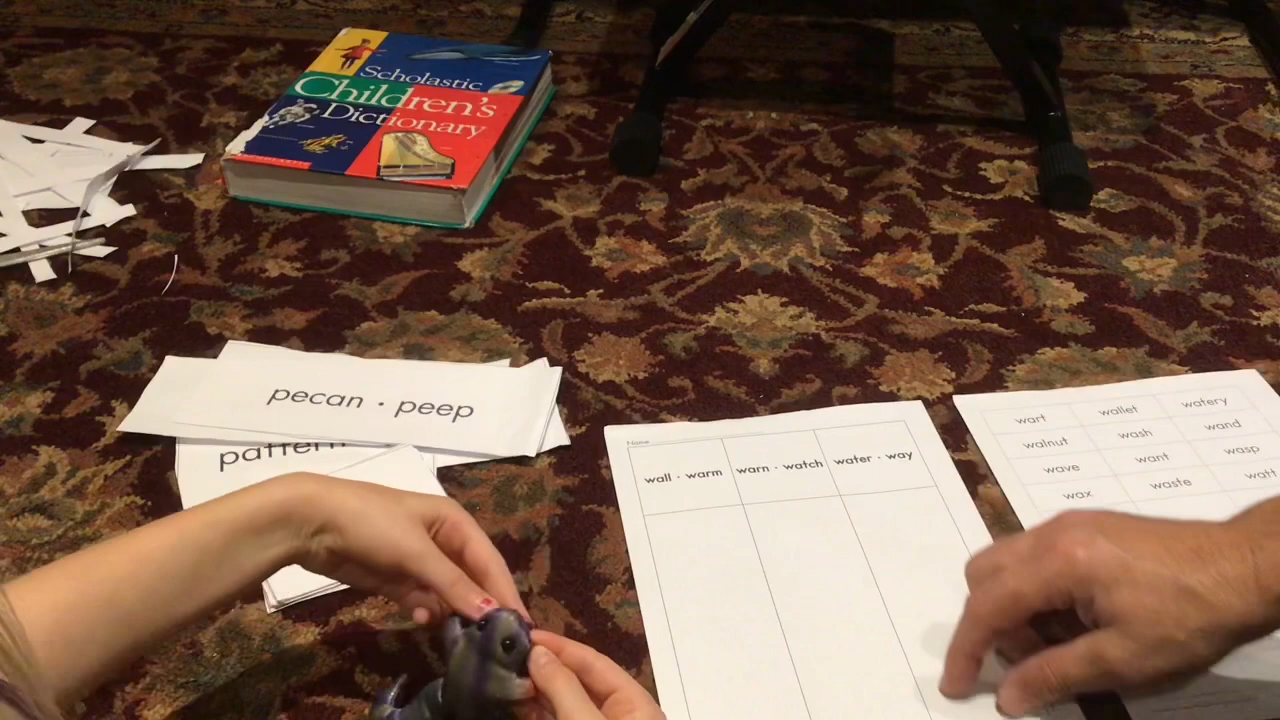 Scholastic
Children's
Dictionary
pecan · peep
pattern
Name
wall · warm warn · watch water · way
wart wallet watery
walnut wash wand
wave want wasp
wax waste watt